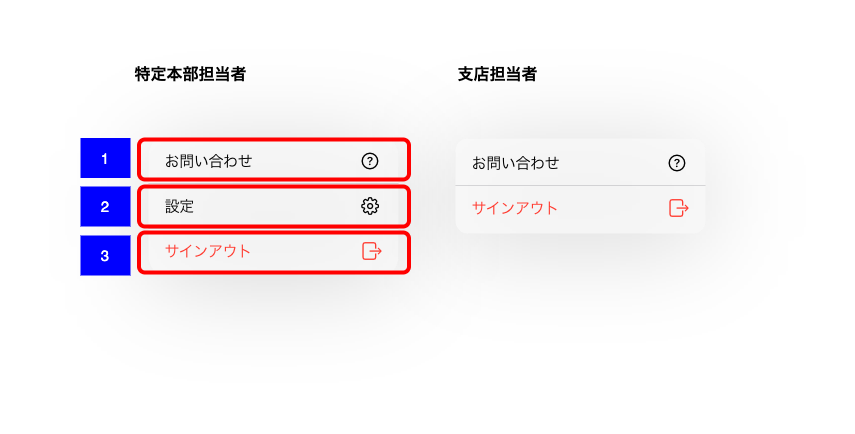 特定本部担当者
支店担当者
1
お問い合わせ
2
設定
3
サインアウト
お問い合わせ
サインアウト